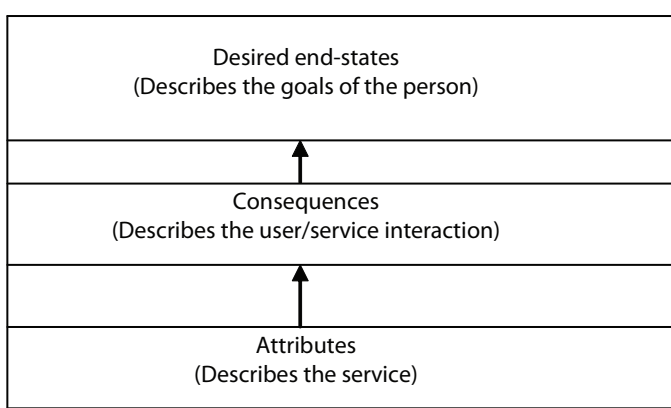 Desired end-states
(Describes the goals of the person)
Consequences
(Describes the user/service interaction)
Attributes
(Describes the service)